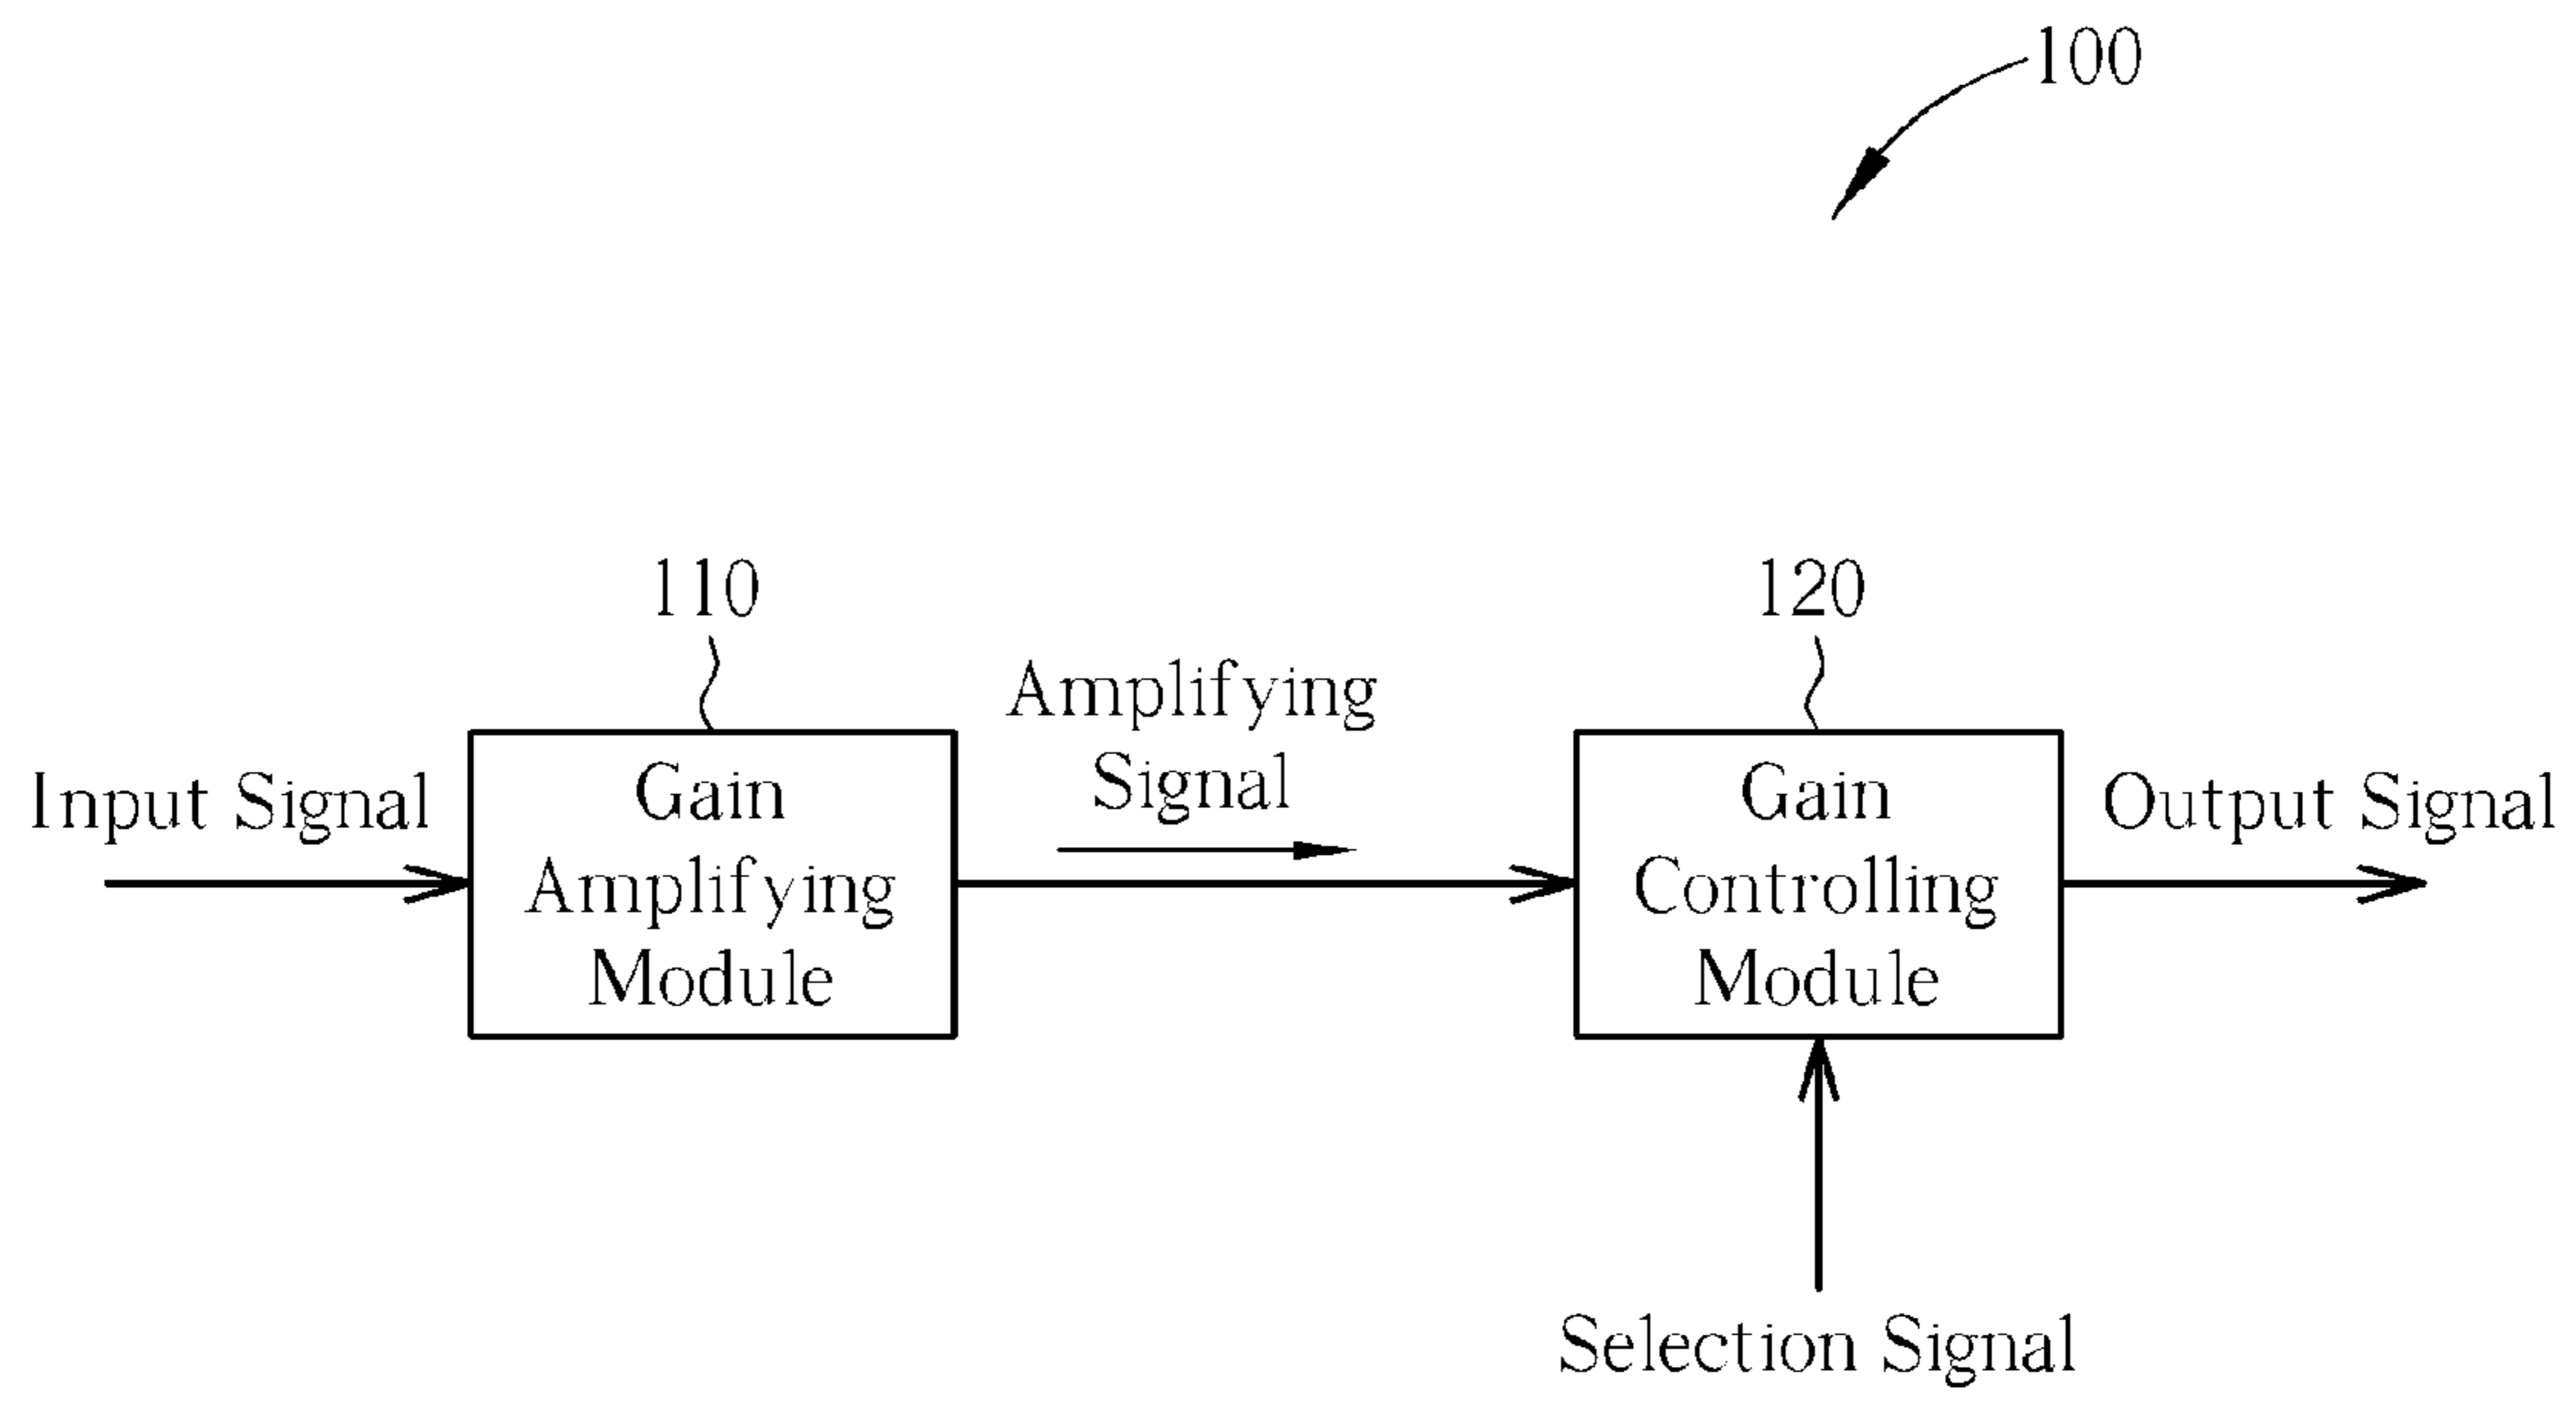 100
110
120
Amplifying
Signal
Input Signal
Gain
Amplifying
Module
Gain
Controlling
Module
Output Signal
Selection Signal